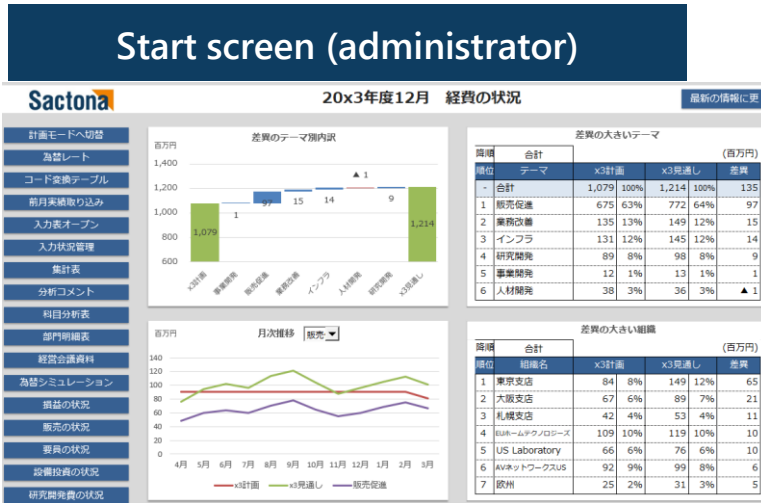 Start screen (administrator)
Sactona
20x3年度12月 経費の状況
最新の情報に更
計画モードへ切替
為替レート
コード変換テーブル
前月実績取り込み
入力表オープン
入力状況管理
集計表
分析コメント
科目分析表
部門明細表
経営会議資料
為替シミュレーション
損益の状況
販売の状況
要員の状況
設備投資の状況
研究開発費の状況
差異のテーマ別内訳
百万円
1,400
1,200
1,000
800
600
1,079
1
97
15
14
▲ 1
9
1,214
x3計画
事業開発
販売促進
業務改善
インフラ
人材開発
研究開発
x3見通し
差異の大きいテーマ
降順 合計 (百万円)
順位 テーマ x3計画 x3見通し 差異
- 合計 1,079 100% 1,214 100% 135
1 販売促進 675 63% 772 64% 97
2 業務改善 135 13% 149 12% 15
3 インフラ 131 12% 145 12% 14
4 研究開発 89 8% 98 8% 9
5 事業開発 12 1% 13 1% 1
6 人材開発 38 3% 36 3% ▲ 1
百万円
月次推移 販売
140
120
100
80
60
40
20
0
4月 5月 6月 7月 8月 9月 10月 11月 12月 1月 2月 3月
x3計画 x3見通し 販売促進
差異の大きい組織
降順 合計 (百万円)
順位 組織名 x3計画 x3見通し 差異
1 東京支店 84 8% 149 12% 65
2 大阪支店 67 6% 89 7% 21
3 札幌支店 42 4% 53 4% 11
4 EUホームテクノロジーズ 109 10% 119 10% 10
5 US Laboratory 66 6% 76 6% 10
6 AVネットワークスUS 92 9% 99 8% 6
7 欧州 25 2% 31 3% 5